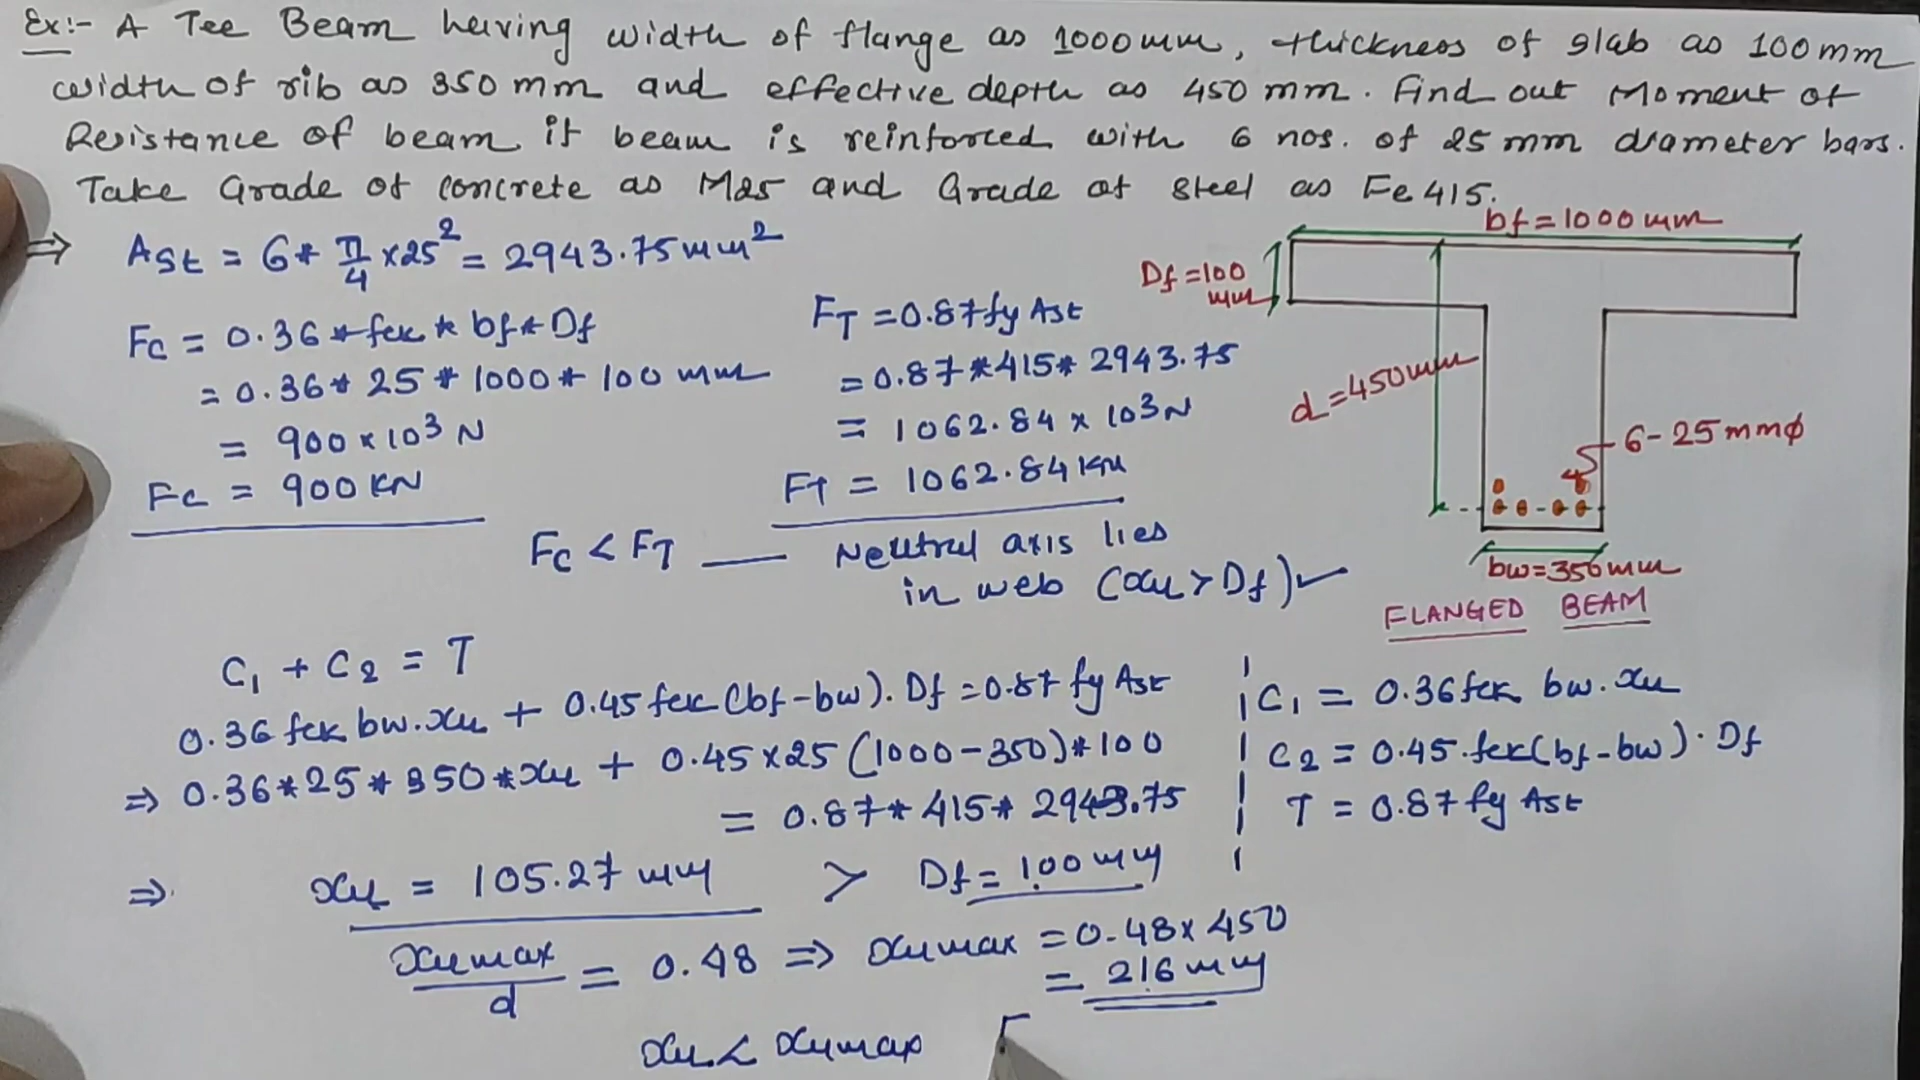 Ex:- A Tee Beam having width of flange as 1000mm, thickness of slab as 100mm
width of rib as 350 mm and effective depth as 450 mm. Find out Moment of
Resistance of beam if beam is reinforced with 6 nos. of 25 mm diameter bars.
Take Grade of concrete as M25 and Grade of steel as Fe 415.
⇒ Ast = 6* π/4 x25² = 2943.75 mm²
Fc = 0.36 * fck * bf * Df
= 0.36 * 25 * 1000 * 100 mm
= 900 x 10³ N
Fc = 900 KN
FT = 0.87 fy Ast
= 0.87 * 415 * 2943.75
= 1062.84 x 10³ N
FT = 1062.84 KN
bf = 1000 mm
Df = 100
mm
d = 450mm
6 - 25 mmϕ
bw = 350mm
FLANGED BEAM
Fc < FT — Neutral axis lies
in web (xu > Df) ✓
C1 + C2 = T
0.36 fck bw.xu + 0.45 fck (bf - bw). Df = 0.87 fy Ast
⇒ 0.36 * 25 * 350 * xu + 0.45 x 25 (1000 - 350) * 100
= 0.87 * 415 * 2943.75
C1 = 0.36 fck bw. xu
C2 = 0.45. fck (bf - bw). Df
T = 0.87 fy Ast
⇒ xu = 105.27 mm > Df = 100 mm
xumax/d = 0.48 ⇒ xumax = 0.48 x 450
= 216 mm
xu < xumax